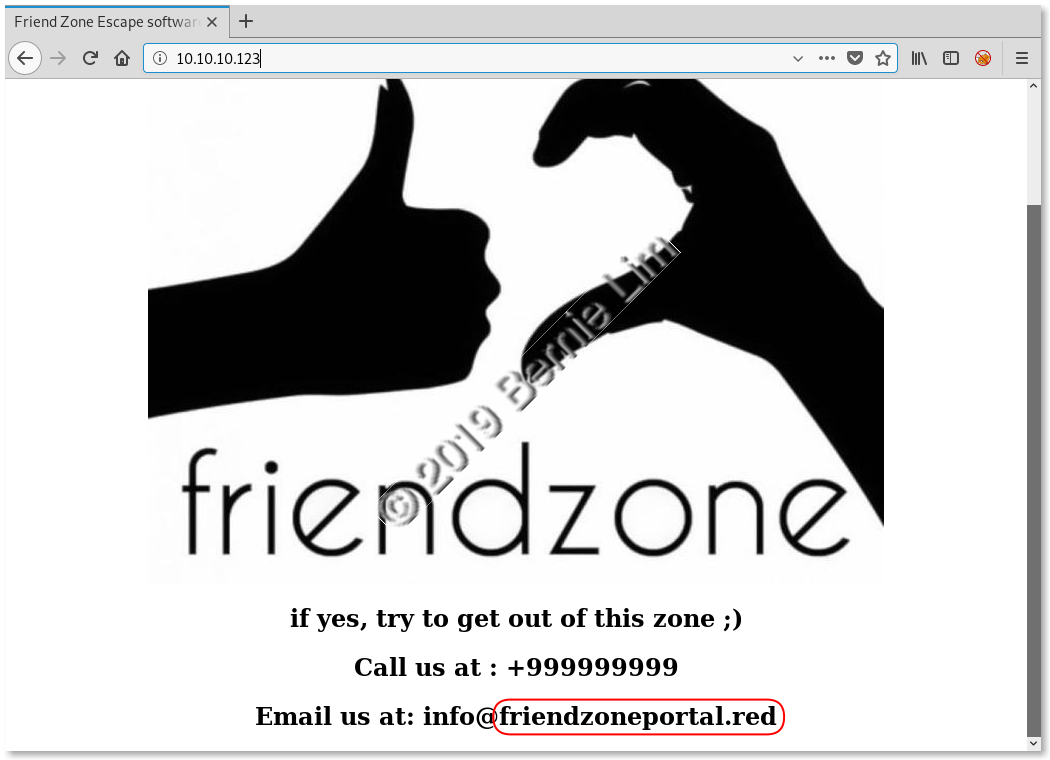 Friend Zone Escape softwar
10.10.10.123
© 2019 Bernie Lim
friendzone
if yes, try to get out of this zone ;)
Call us at : +999999999
Email us at: info@friendzoneportal.red